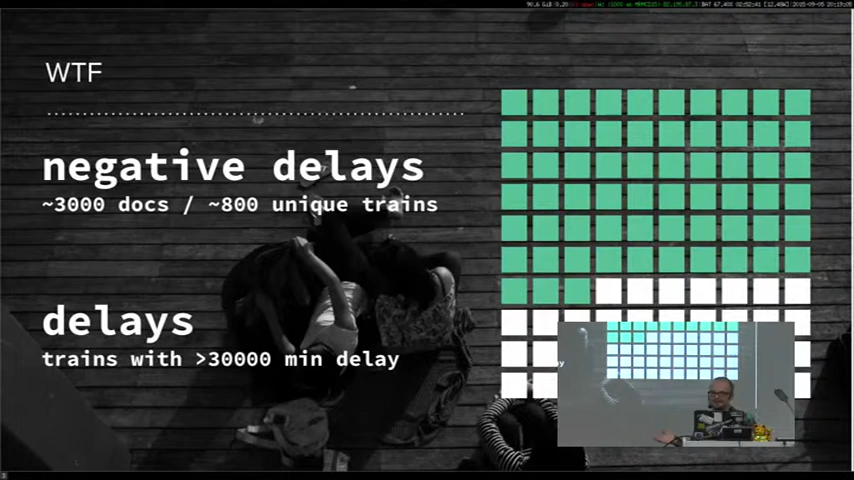 WTF
negative delays
~3000 docs / ~800 unique trains
delays
trains with >30000 min delay